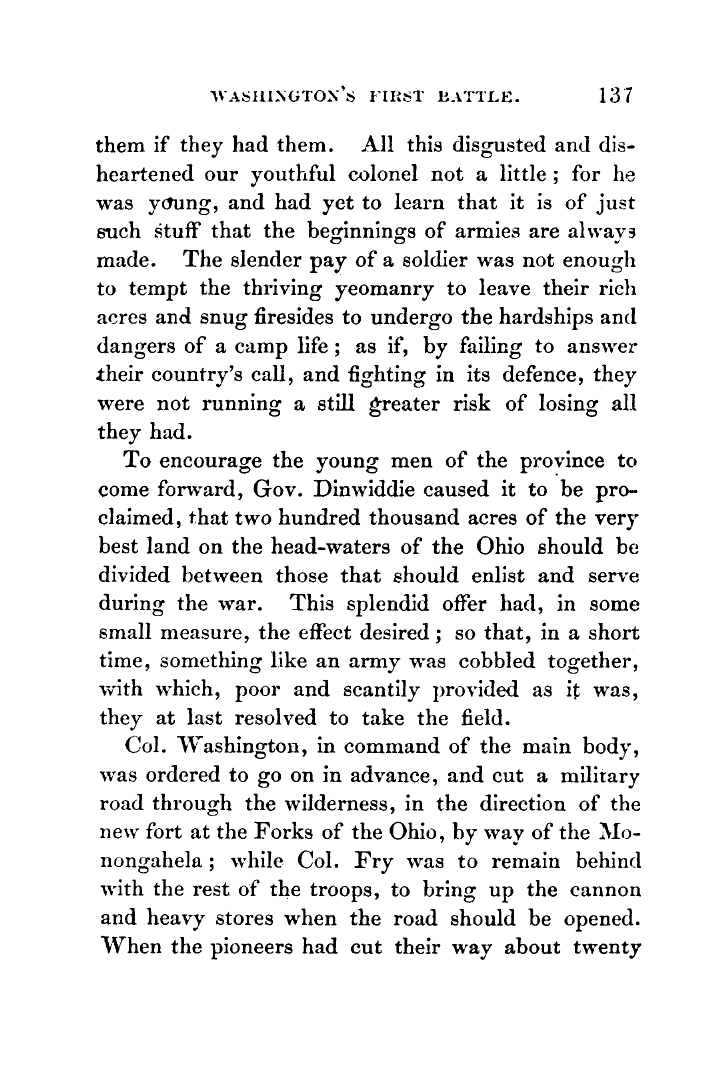 WASHINGTON'S FIRST BATTLE. 137
them if they had them. All this disgusted and dis-
heartened our youthful colonel not a little ; for he
was young, and had yet to learn that it is of just
such stuff that the beginnings of armies are always
made. The slender pay of a soldier was not enough
to tempt the thriving yeomanry to leave their rich
acres and snug firesides to undergo the hardships and
dangers of a camp life ; as if, by failing to answer
their country's call, and fighting in its defence, they
were not running a still greater risk of losing all
they had.
To encourage the young men of the province to
come forward, Gov. Dinwiddie caused it to be pro-
claimed, that two hundred thousand acres of the very
best land on the head-waters of the Ohio should be
divided between those that should enlist and serve
during the war. This splendid offer had, in some
small measure, the effect desired ; so that, in a short
time, something like an army was cobbled together,
with which, poor and scantily provided as it was,
they at last resolved to take the field.
Col. Washington, in command of the main body,
was ordered to go on in advance, and cut a military
road through the wilderness, in the direction of the
new fort at the Forks of the Ohio, by way of the Mo-
nongahela ; while Col. Fry was to remain behind
with the rest of the troops, to bring up the cannon
and heavy stores when the road should be opened.
When the pioneers had cut their way about twenty